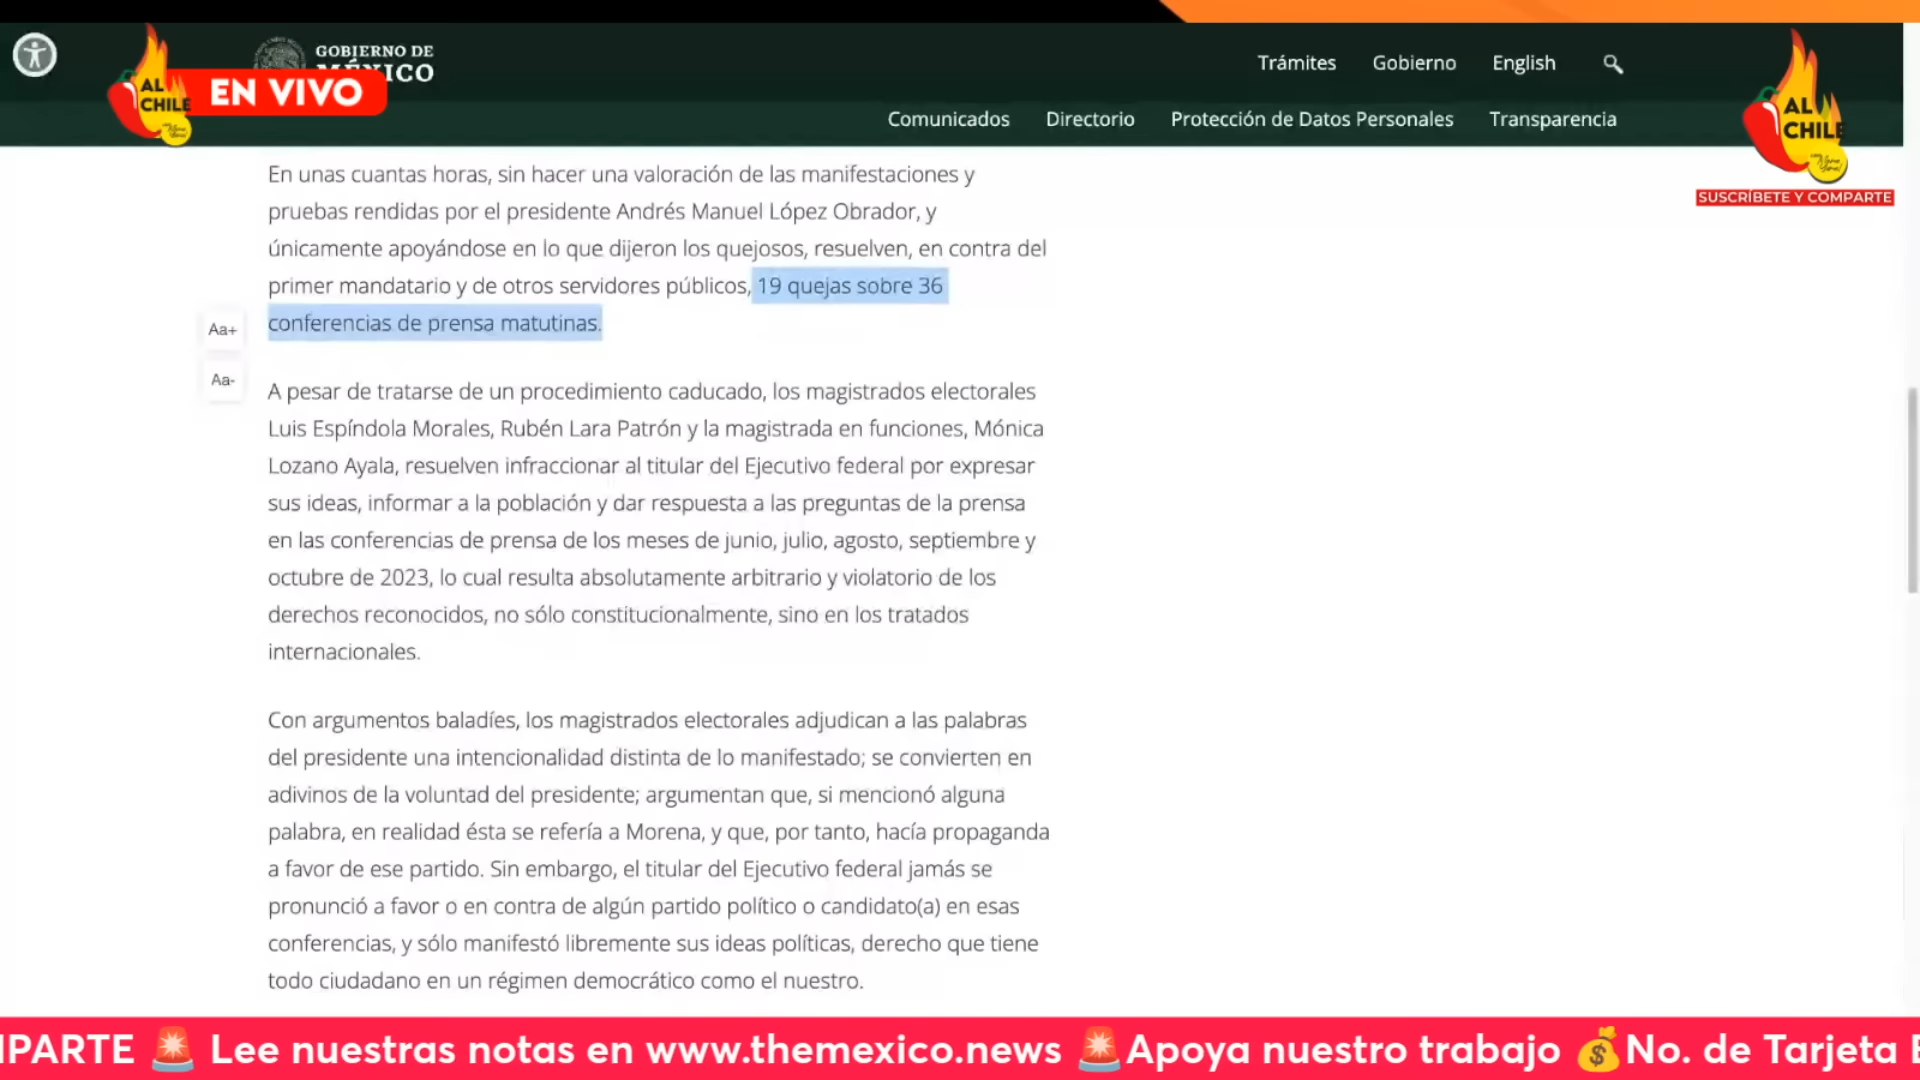 GOBIERNO DE
MÉXICO
AL
CHILE
EN VIVO
Trámites
Gobierno
English
Comunicados
Directorio
Protección de Datos Personales
Transparencia
AL
CHILE
SUSCRÍBETE Y COMPARTE
En unas cuantas horas, sin hacer una valoración de las manifestaciones y
pruebas rendidas por el presidente Andrés Manuel López Obrador, y
únicamente apoyándose en lo que dijeron los quejosos, resuelven, en contra del
primer mandatario y de otros servidores públicos, 19 quejas sobre 36
conferencias de prensa matutinas.
Aa+
Aa-
A pesar de tratarse de un procedimiento caducado, los magistrados electorales
Luis Espíndola Morales, Rubén Lara Patrón y la magistrada en funciones, Mónica
Lozano Ayala, resuelven infraccionar al titular del Ejecutivo federal por expresar
sus ideas, informar a la población y dar respuesta a las preguntas de la prensa
en las conferencias de prensa de los meses de junio, julio, agosto, septiembre y
octubre de 2023, lo cual resulta absolutamente arbitrario y violatorio de los
derechos reconocidos, no sólo constitucionalmente, sino en los tratados
internacionales.
Con argumentos baladíes, los magistrados electorales adjudican a las palabras
del presidente una intencionalidad distinta de lo manifestado; se convierten en
adivinos de la voluntad del presidente; argumentan que, si mencionó alguna
palabra, en realidad ésta se refería a Morena, y que, por tanto, hacía propaganda
a favor de ese partido. Sin embargo, el titular del Ejecutivo federal jamás se
pronunció a favor o en contra de algún partido político o candidato(a) en esas
conferencias, y sólo manifestó libremente sus ideas políticas, derecho que tiene
todo ciudadano en un régimen democrático como el nuestro.
MPARTE 🚨 Lee nuestras notas en www.themexico.news 🚨Apoya nuestro trabajo 💰No. de Tarjeta